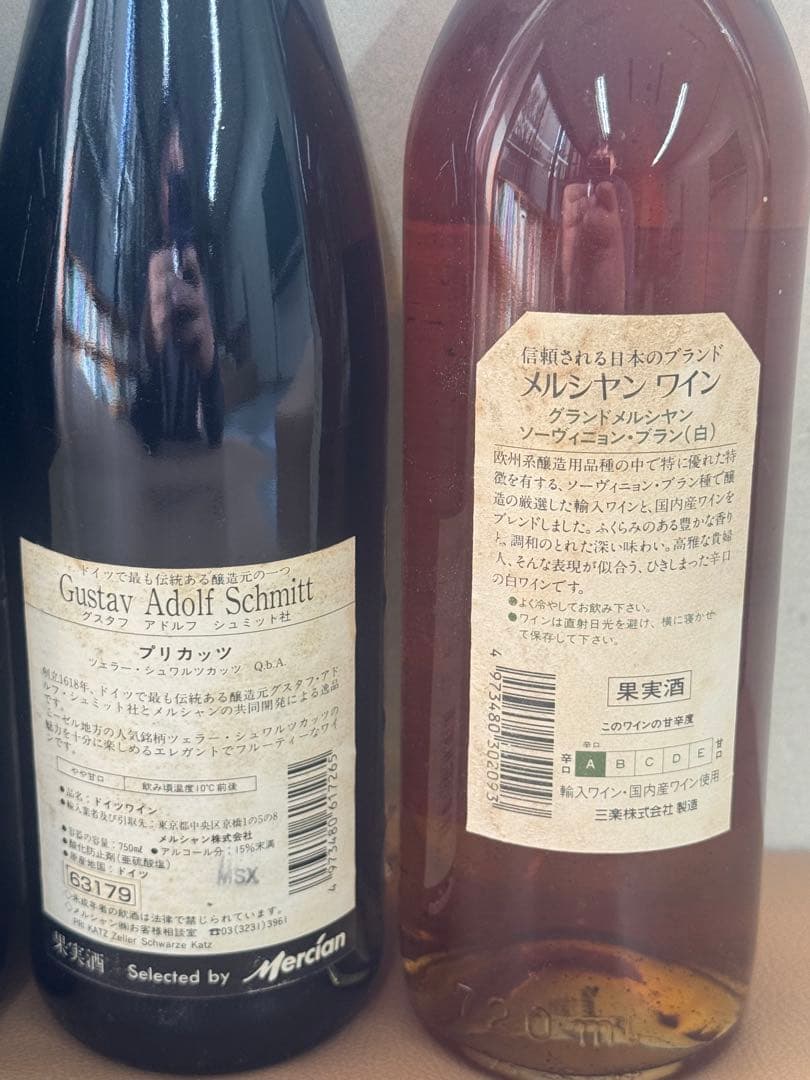 ドイツで最も伝統ある醸造元の一つ
Gustav Adolf Schmitt
グスタフ アドルフ シュミット社
プリカッツ
ツェラー・シュワルツカッツ Q.b.A.
創立1618年、ドイツで最も伝統ある醸造元グスタフ・アド
ルフ・シュミット社とメルシャンの共同開発による逸品
です。
モーゼル地方の人気銘柄ツェラー・シュワルツカッツの
魅力を十分に楽しめるエレガントでフルーティーなワイ
ンです。
やや甘口 飲み頃温度10℃前後
●品名：ドイツワイン
●輸入業者及び引取先：東京都中央区京橋1の5の8
メルシャン株式会社
●容器の容量：750mℓ ●アルコール分：15%未満
●酸化防止剤(亜硫酸塩)
●原産地国：ドイツ
MSX
63179
4 973480 617265
○未成年者の飲酒は法律で禁じられています。
○メルシャン㈱お客様相談室 ☎03(3231)3961
PRI KATZ Zeller Schwarze Katz
果実酒 Selected by Mercian
信頼される日本のブランド
メルシャン ワイン
グランドメルシャン
ソーヴィニョン・ブラン(白)
欧州系醸造用品種の中で特に優れた特
徴を有する、ソーヴィニョン・ブラン種で醸
造の厳選した輸入ワインと、国内産ワインを
ブレンドしました。ふくらみのある豊かな香り
と、調和のとれた深い味わい。高雅な貴婦
人、そんな表現が似合う、ひきしまった辛口
の白ワインです。
●よく冷やしてお飲み下さい。
●ワインは直射日光を避け、横に寝かせ
て保存して下さい。
4 973480 302093
果実酒
このワインの甘辛度
辛口
辛口 A B C D E 甘口
輸入ワイン・国内産ワイン使用
三楽株式会社 製造
720ml